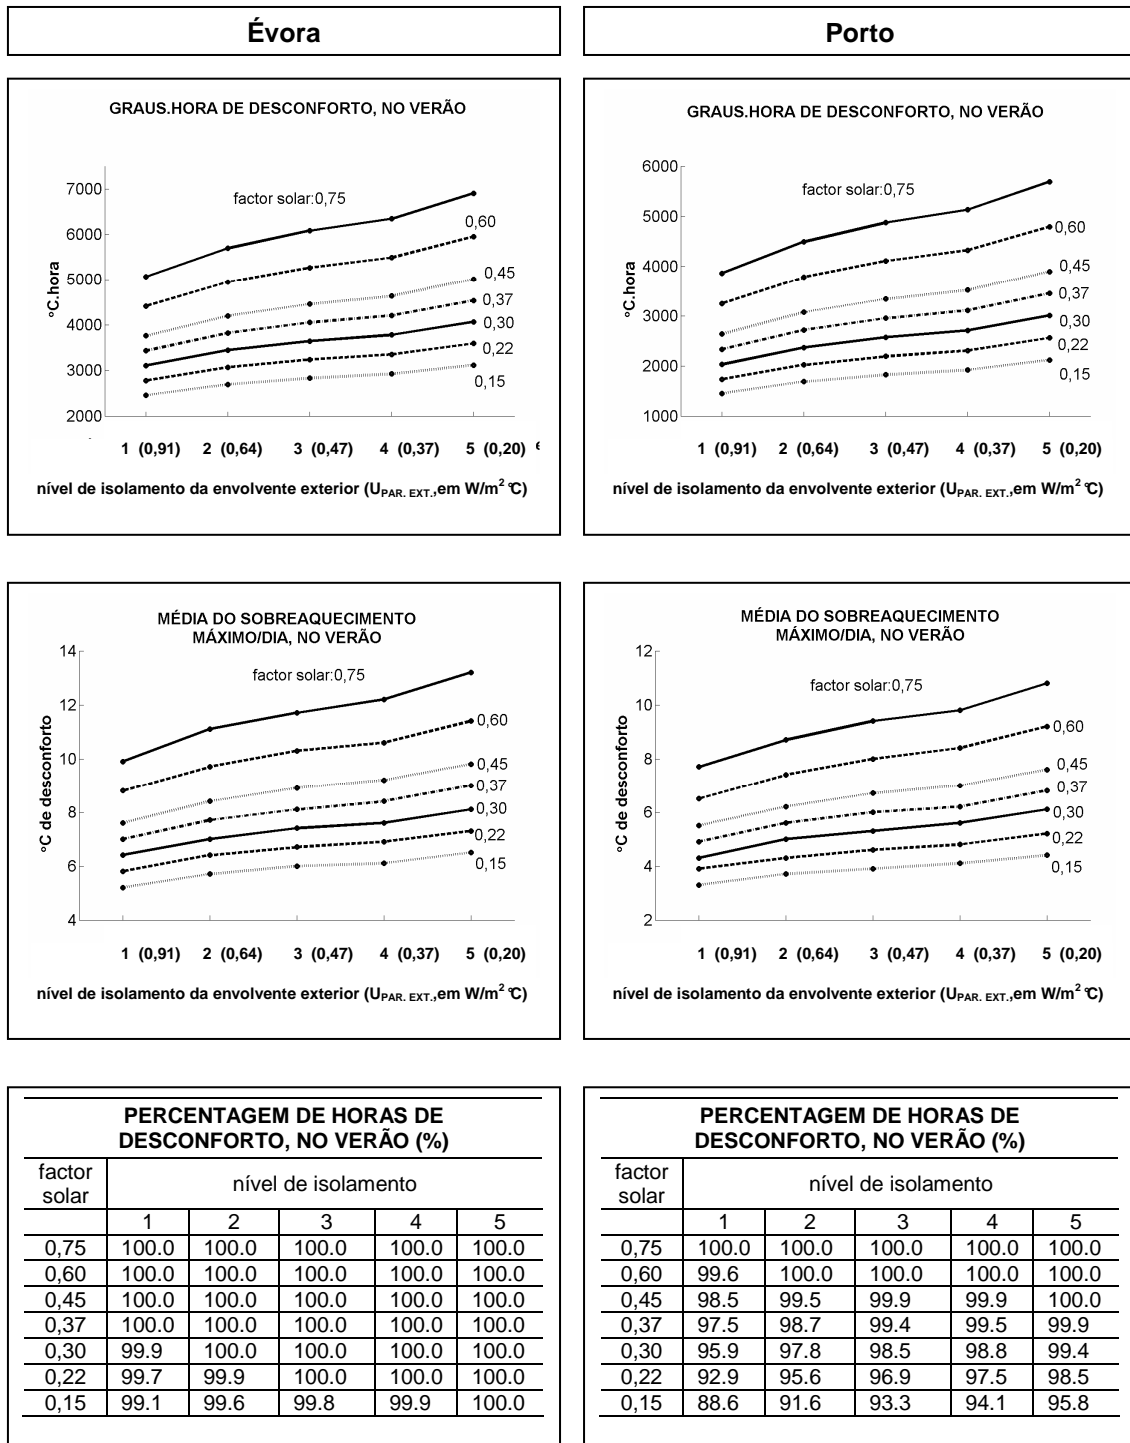 Évora
GRAUS.HORA DE DESCONFORTO, NO VERÃO
7000
6000
5000
4000
3000
2000
°C.hora
factor solar:0,75
0,60
0,45
0,37
0,30
0,22
0,15
1 (0,91) 2 (0,64) 3 (0,47) 4 (0,37) 5 (0,20)
nível de isolamento da envolvente exterior (U PAR. EXT.,em W/m² °C)
Porto
GRAUS.HORA DE DESCONFORTO, NO VERÃO
6000
5000
4000
3000
2000
1000
°C.hora
factor solar:0,75
0,60
0,45
0,37
0,30
0,22
0,15
1 (0,91) 2 (0,64) 3 (0,47) 4 (0,37) 5 (0,20)
nível de isolamento da envolvente exterior (U PAR. EXT.,em W/m² °C)
MÉDIA DO SOBREAQUECIMENTO
MÁXIMO/DIA, NO VERÃO
14
12
10
8
6
4
°C de desconforto
factor solar:0,75
0,60
0,45
0,37
0,30
0,22
0,15
1 (0,91) 2 (0,64) 3 (0,47) 4 (0,37) 5 (0,20)
nível de isolamento da envolvente exterior (U PAR. EXT.,em W/m² °C)
MÉDIA DO SOBREAQUECIMENTO
MÁXIMO/DIA, NO VERÃO
12
10
8
6
4
2
°C de desconforto
factor solar:0,75
0,60
0,45
0,37
0,30
0,22
0,15
1 (0,91) 2 (0,64) 3 (0,47) 4 (0,37) 5 (0,20)
nível de isolamento da envolvente exterior (U PAR. EXT.,em W/m² °C)
PERCENTAGEM DE HORAS DE
DESCONFORTO, NO VERÃO (%)
factor
solar
nível de isolamento
1 2 3 4 5
0,75 100.0 100.0 100.0 100.0 100.0
0,60 100.0 100.0 100.0 100.0 100.0
0,45 100.0 100.0 100.0 100.0 100.0
0,37 100.0 100.0 100.0 100.0 100.0
0,30 99.9 100.0 100.0 100.0 100.0
0,22 99.7 99.9 100.0 100.0 100.0
0,15 99.1 99.6 99.8 99.9 100.0
PERCENTAGEM DE HORAS DE
DESCONFORTO, NO VERÃO (%)
factor
solar
nível de isolamento
1 2 3 4 5
0,75 100.0 100.0 100.0 100.0 100.0
0,60 99.6 100.0 100.0 100.0 100.0
0,45 98.5 99.5 99.9 99.9 100.0
0,37 97.5 98.7 99.4 99.5 99.9
0,30 95.9 97.8 98.5 98.8 99.4
0,22 92.9 95.6 96.9 97.5 98.5
0,15 88.6 91.6 93.3 94.1 95.8